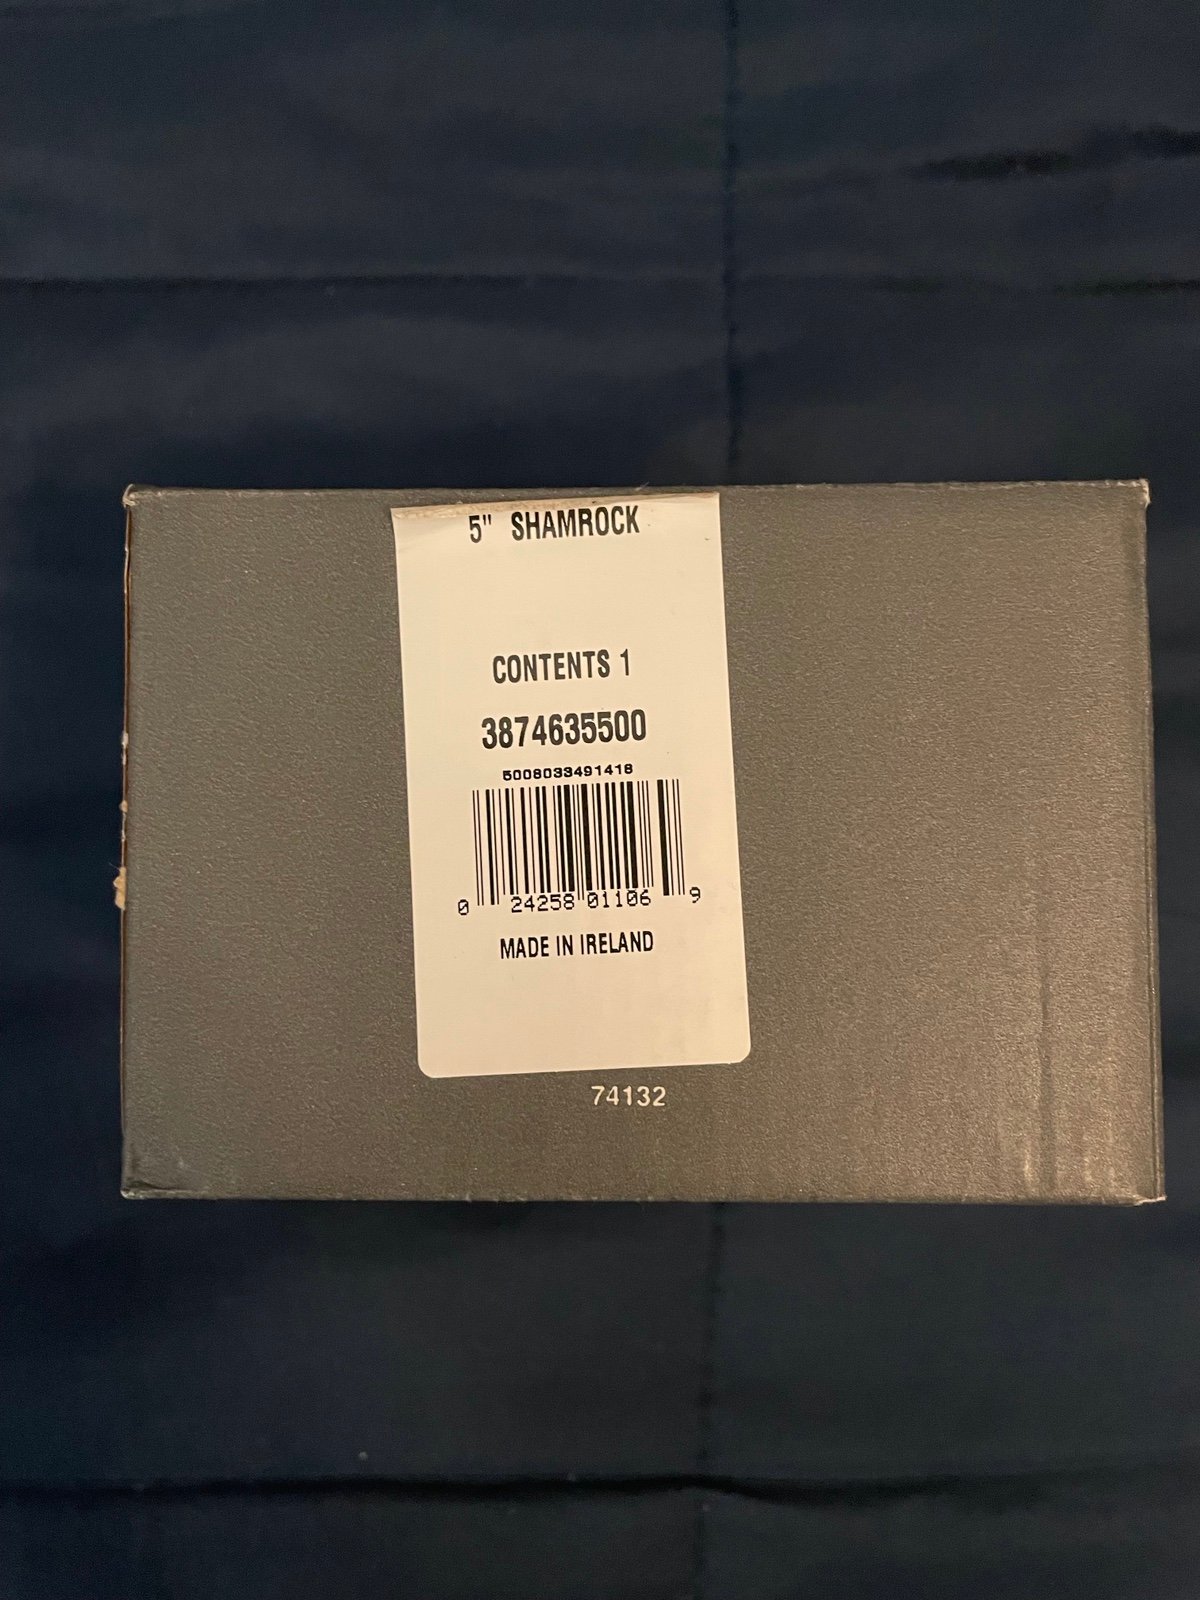 5" SHAMROCK
CONTENTS 1
3874635500
5008033491418
0 24258 01106 9
MADE IN IRELAND
74132